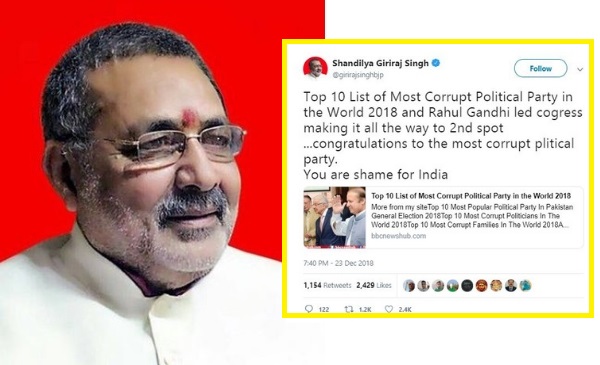 Shandilya Giriraj Singh
@girirajsinghbjp
Follow
Top 10 List of Most Corrupt Political Party in
the World 2018 and Rahul Gandhi led cogress
making it all the way to 2nd spot
...congratulations to the most corrupt plitical
party.
You are shame for India
Top 10 List of Most Corrupt Political Party in the World 2018
More from my siteTop 10 Most Popular Political Party In Pakistan
General Election 2018Top 10 Most Corrupt Politicians In The
World 2018Top 10 Most Corrupt Families In The World 2018A...
bbcnewshub.com
7:40 PM - 23 Dec 2018
1,154 Retweets 2,429 Likes
122 1.2K 2.4K